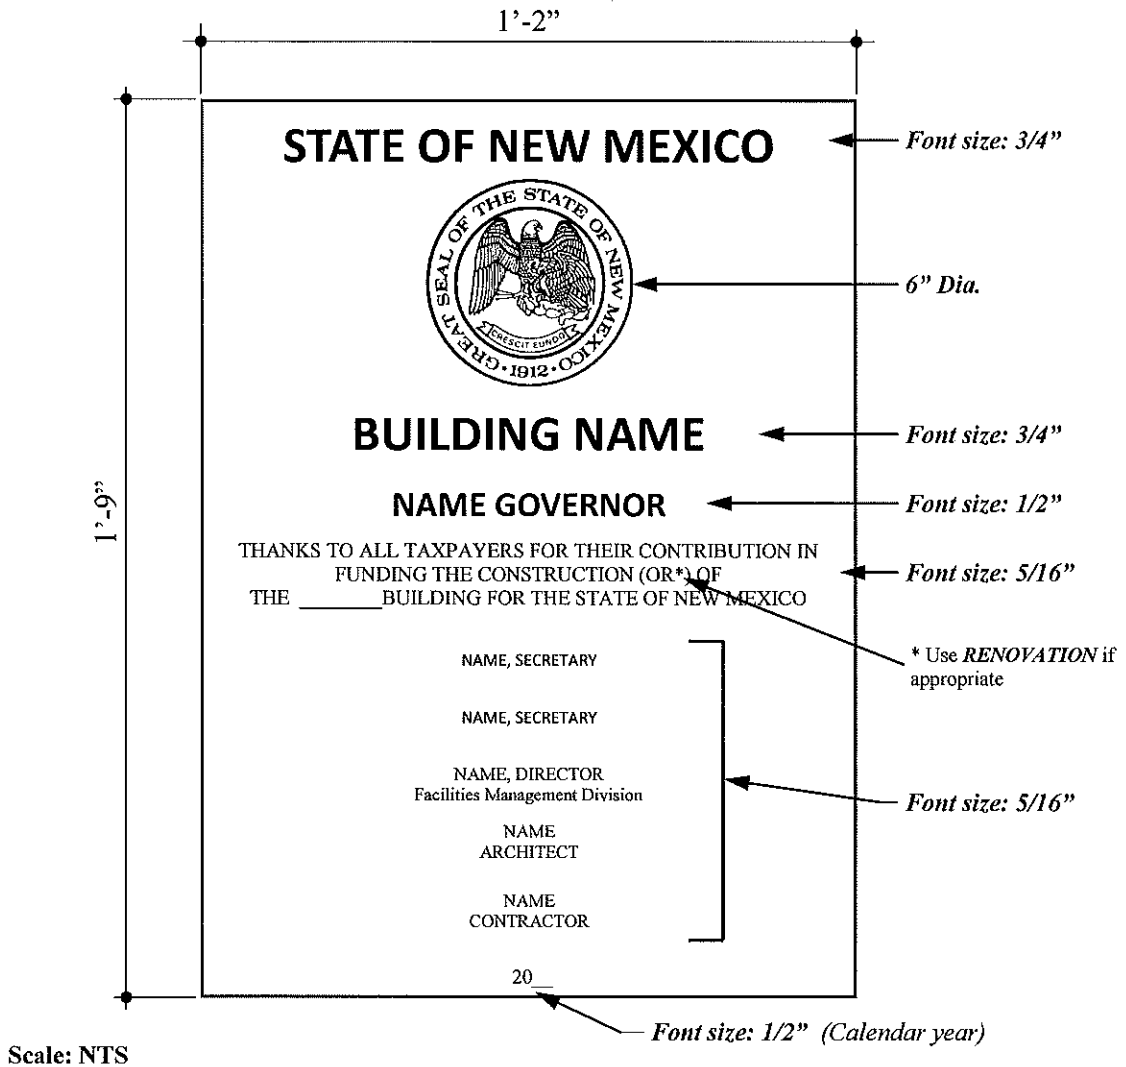 1’-2”
STATE OF NEW MEXICO
Font size: 3/4”
GREAT SEAL OF THE STATE OF NEW MEXICO
CRESCIT EUNDO
• 1912 •
6” Dia.
1’-9”
BUILDING NAME
Font size: 3/4”
NAME GOVERNOR
Font size: 1/2”
THANKS TO ALL TAXPAYERS FOR THEIR CONTRIBUTION IN
FUNDING THE CONSTRUCTION (OR*) OF
THE ________BUILDING FOR THE STATE OF NEW MEXICO
Font size: 5/16”
* Use RENOVATION if
appropriate
NAME, SECRETARY
NAME, SECRETARY
NAME, DIRECTOR
Facilities Management Division
Font size: 5/16”
NAME
ARCHITECT
NAME
CONTRACTOR
20__
Font size: 1/2” (Calendar year)
Scale: NTS